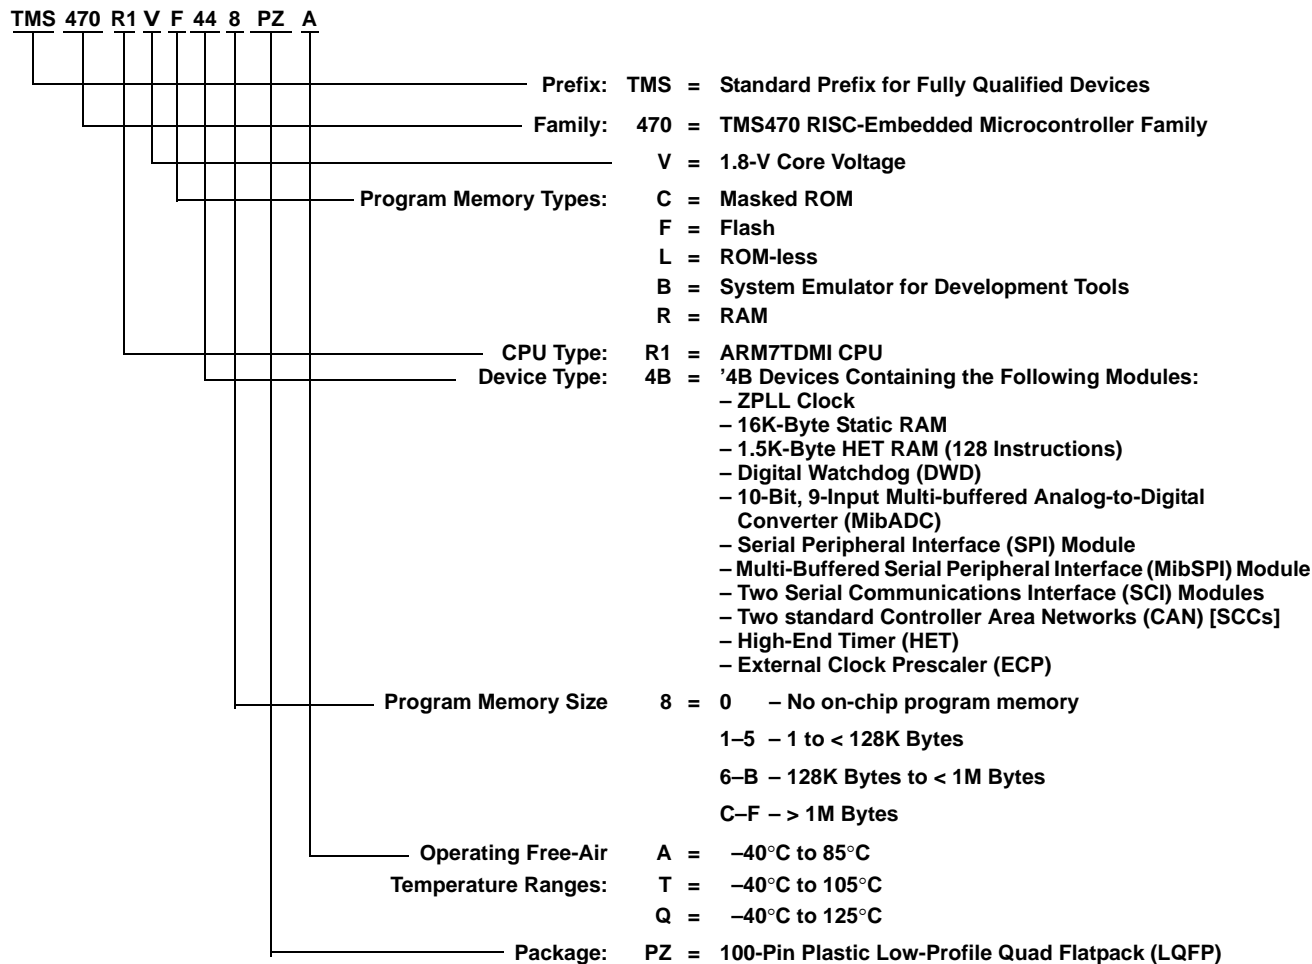 TMS 470 R1 V F 44 8 PZ A
Prefix: TMS = Standard Prefix for Fully Qualified Devices
Family: 470 = TMS470 RISC-Embedded Microcontroller Family
V = 1.8-V Core Voltage
Program Memory Types: C = Masked ROM
F = Flash
L = ROM-less
B = System Emulator for Development Tools
R = RAM
CPU Type: R1 = ARM7TDMI CPU
Device Type: 4B = ’4B Devices Containing the Following Modules:
– ZPLL Clock
– 16K-Byte Static RAM
– 1.5K-Byte HET RAM (128 Instructions)
– Digital Watchdog (DWD)
– 10-Bit, 9-Input Multi-buffered Analog-to-Digital
Converter (MibADC)
– Serial Peripheral Interface (SPI) Module
– Multi-Buffered Serial Peripheral Interface (MibSPI) Module
– Two Serial Communications Interface (SCI) Modules
– Two standard Controller Area Networks (CAN) [SCCs]
– High-End Timer (HET)
– External Clock Prescaler (ECP)
Program Memory Size 8 = 0 – No on-chip program memory
1–5 – 1 to < 128K Bytes
6–B – 128K Bytes to < 1M Bytes
C–F – > 1M Bytes
Operating Free-Air A = –40°C to 85°C
Temperature Ranges: T = –40°C to 105°C
Q = –40°C to 125°C
Package: PZ = 100-Pin Plastic Low-Profile Quad Flatpack (LQFP)